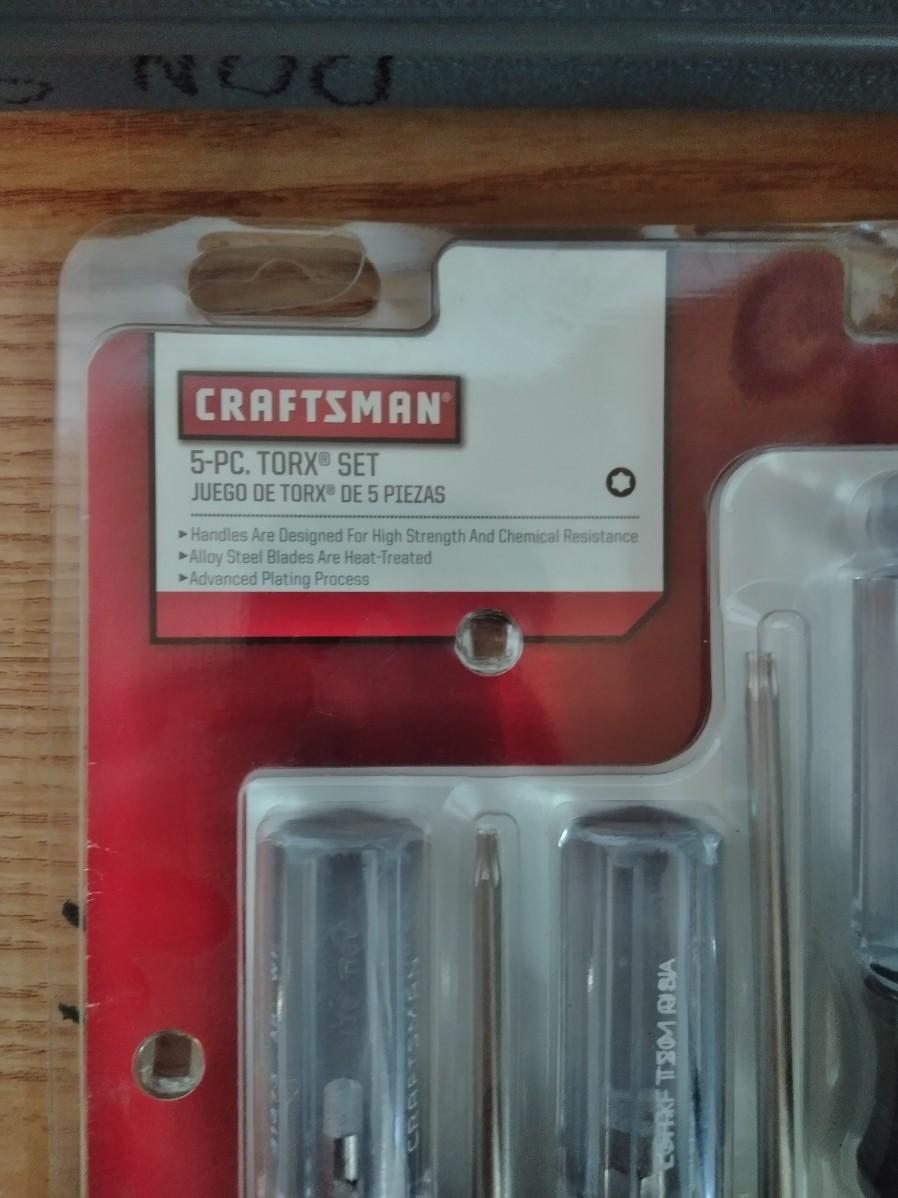 CRAFTSMAN®
5-PC. TORX® SET
JUEGO DE TORX® DE 5 PIEZAS
▸Handles Are Designed For High Strength And Chemical Resistance
▸Alloy Steel Blades Are Heat-Treated
▸Advanced Plating Process
CRAFTSMAN